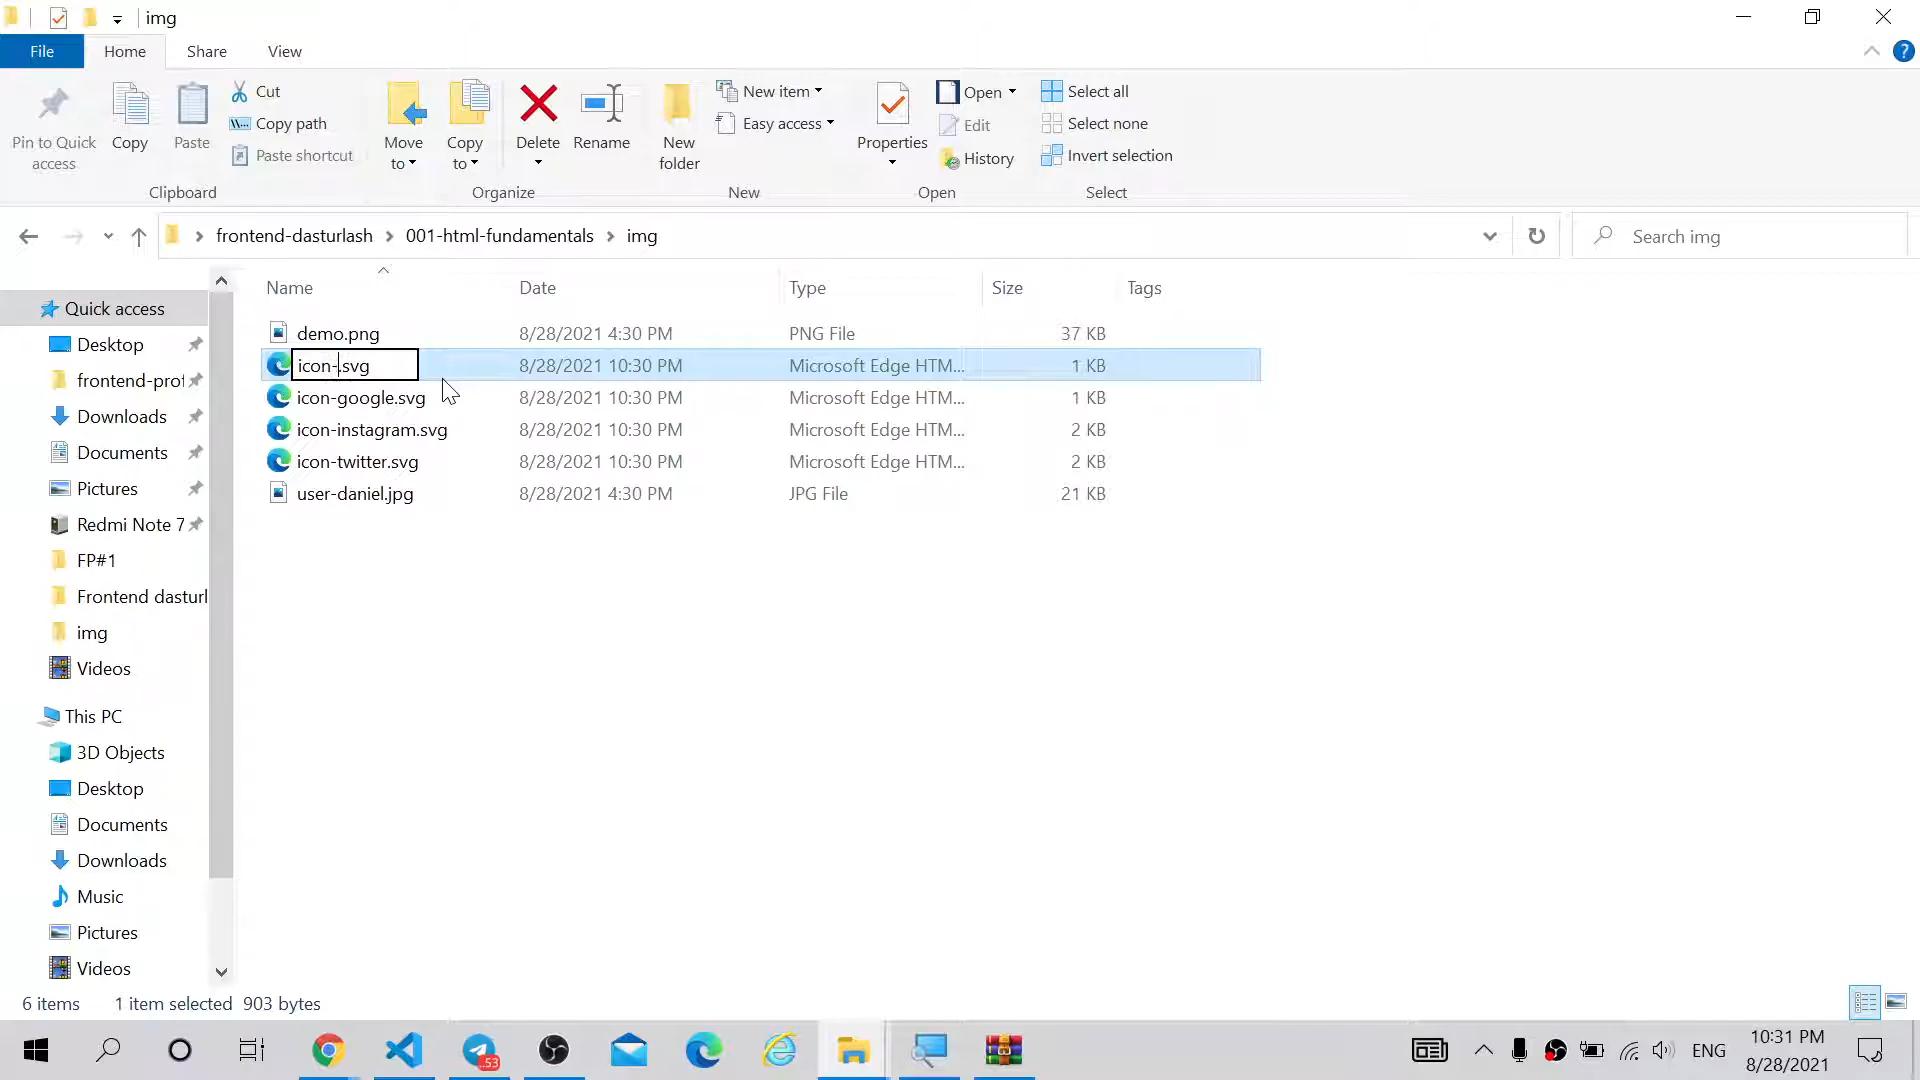 img
File
Home
Share
View
Pin to Quick access
Copy
Paste
Cut
Copy path
Paste shortcut
Clipboard
Move to
Copy to
Delete
Rename
Organize
New folder
New item
Easy access
New
Properties
Open
Edit
History
Open
Select all
Select none
Invert selection
Select
frontend-dasturlash
001-html-fundamentals
img
Search img
Name Date Type Size Tags
demo.png 8/28/2021 4:30 PM PNG File 37 KB
icon-.svg 8/28/2021 10:30 PM Microsoft Edge HTM... 1 KB
icon-google.svg 8/28/2021 10:30 PM Microsoft Edge HTM... 1 KB
icon-instagram.svg 8/28/2021 10:30 PM Microsoft Edge HTM... 2 KB
icon-twitter.svg 8/28/2021 10:30 PM Microsoft Edge HTM... 2 KB
user-daniel.jpg 8/28/2021 4:30 PM JPG File 21 KB
Quick access
Desktop
frontend-prof
Downloads
Documents
Pictures
Redmi Note 7
FP#1
Frontend dasturl
img
Videos
This PC
3D Objects
Desktop
Documents
Downloads
Music
Pictures
Videos
6 items 1 item selected 903 bytes
53
ENG
10:31 PM
8/28/2021